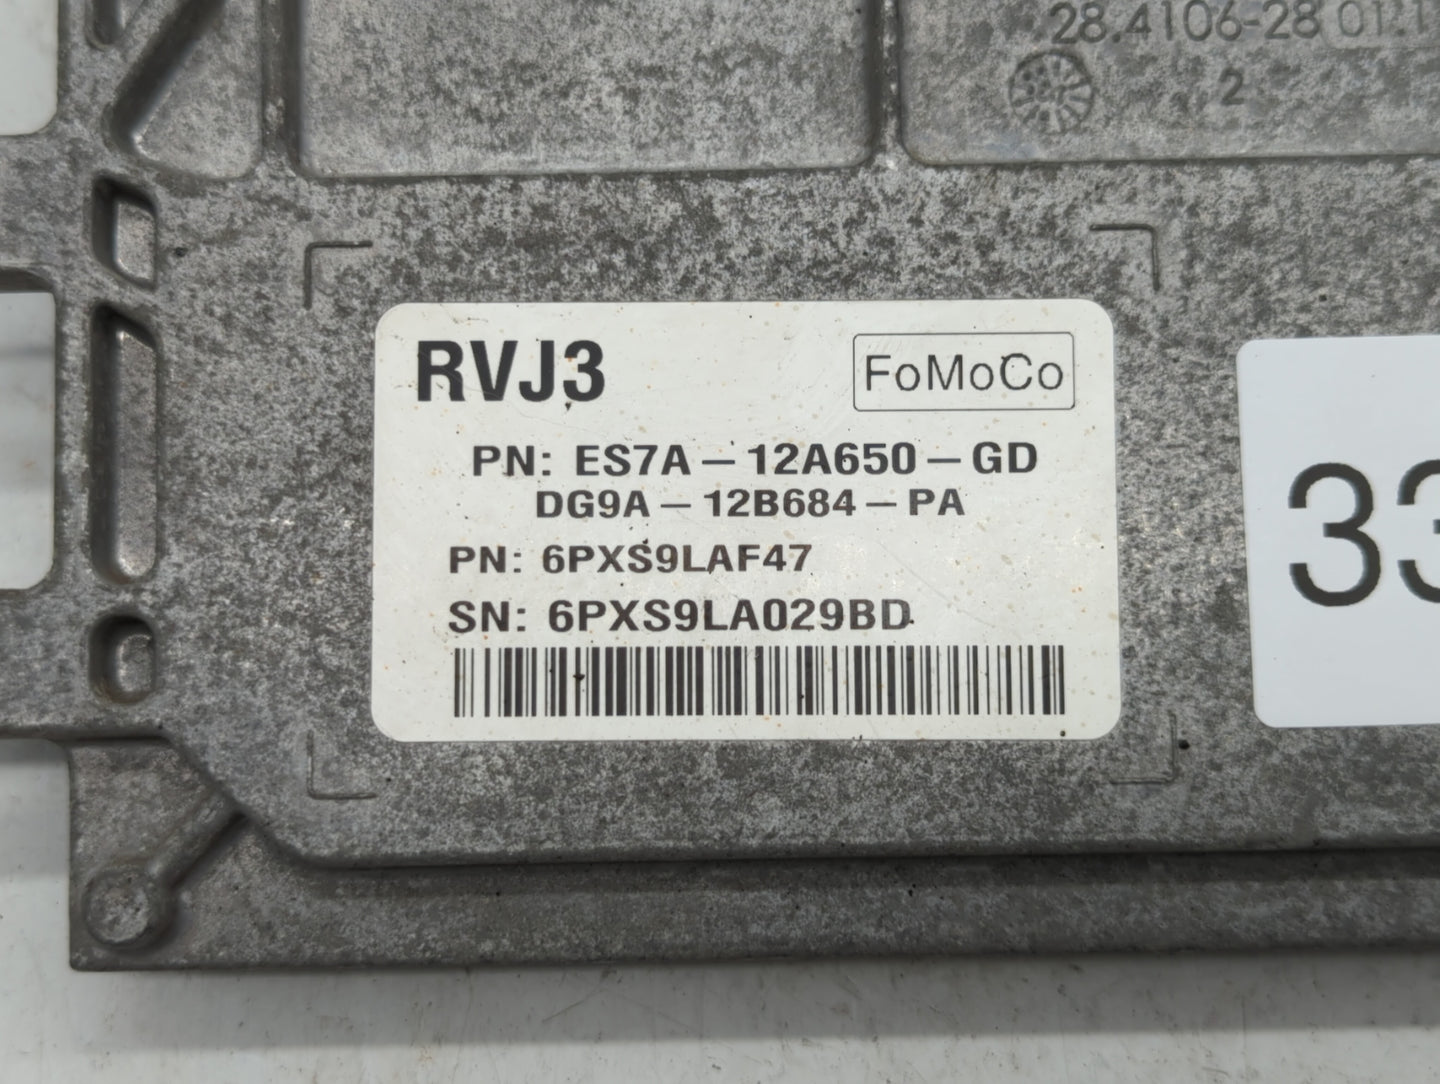 28.4106-28 01.1
2
RVJ3
FoMoCo
PN: ES7A-12A650-GD
DG9A-12B684-PA
PN: 6PXS9LAF47
SN: 6PXS9LA029BD
33